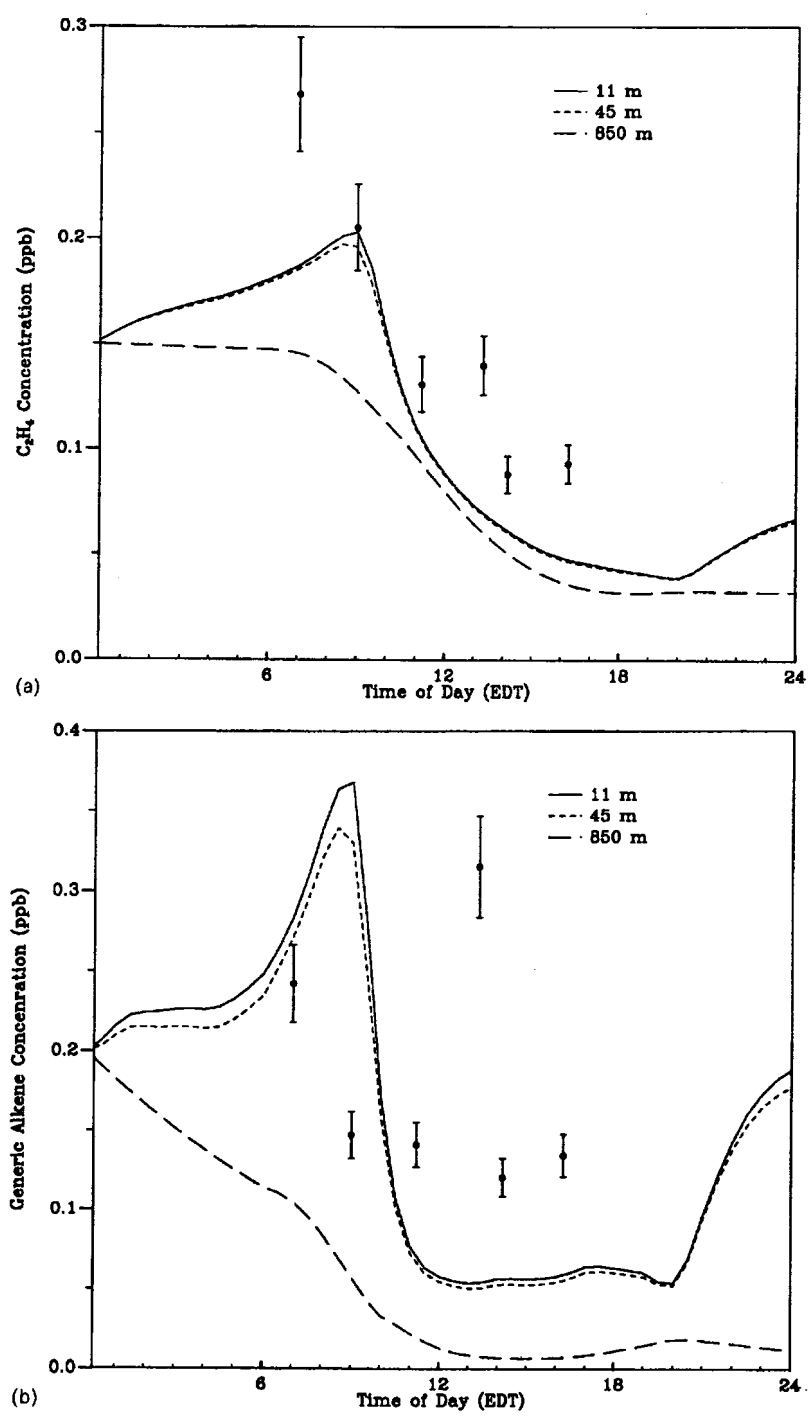 0.3
11 m
45 m
850 m
0.2
0.1
0.0
C₂H₄ Concentration (ppb)
6
12
18
24
Time of Day (EDT)
(a)
0.4
11 m
45 m
850 m
0.3
0.2
0.1
0.0
Generic Alkene Concenration (ppb)
6
12
18
24
Time of Day (EDT)
(b)